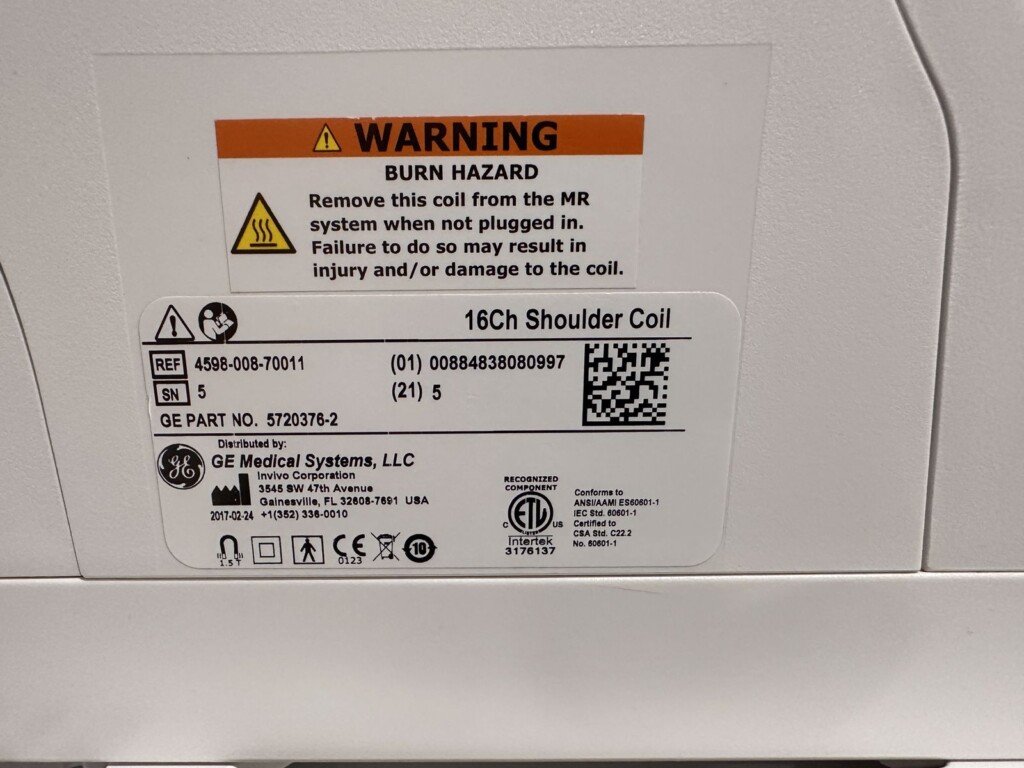 WARNING
BURN HAZARD
Remove this coil from the MR
system when not plugged in.
Failure to do so may result in
injury and/or damage to the coil.
16Ch Shoulder Coil
REF 4598-008-70011 (01) 00884838080997
SN 5 (21) 5
GE PART NO. 5720376-2
Distributed by:
GE GE Medical Systems, LLC
Invivo Corporation
3545 SW 47th Avenue
Gainesville, FL 32608-7691 USA
2017-02-24 +1(352) 336-0010
1.5 T
CE
0123
10
RECOGNIZED
COMPONENT
C ETL US
LISTED
Intertek
3176137
Conforms to
ANSI/AAMI ES60601-1
IEC Std. 60601-1
Certified to
CSA Std. C22.2
No. 60601-1